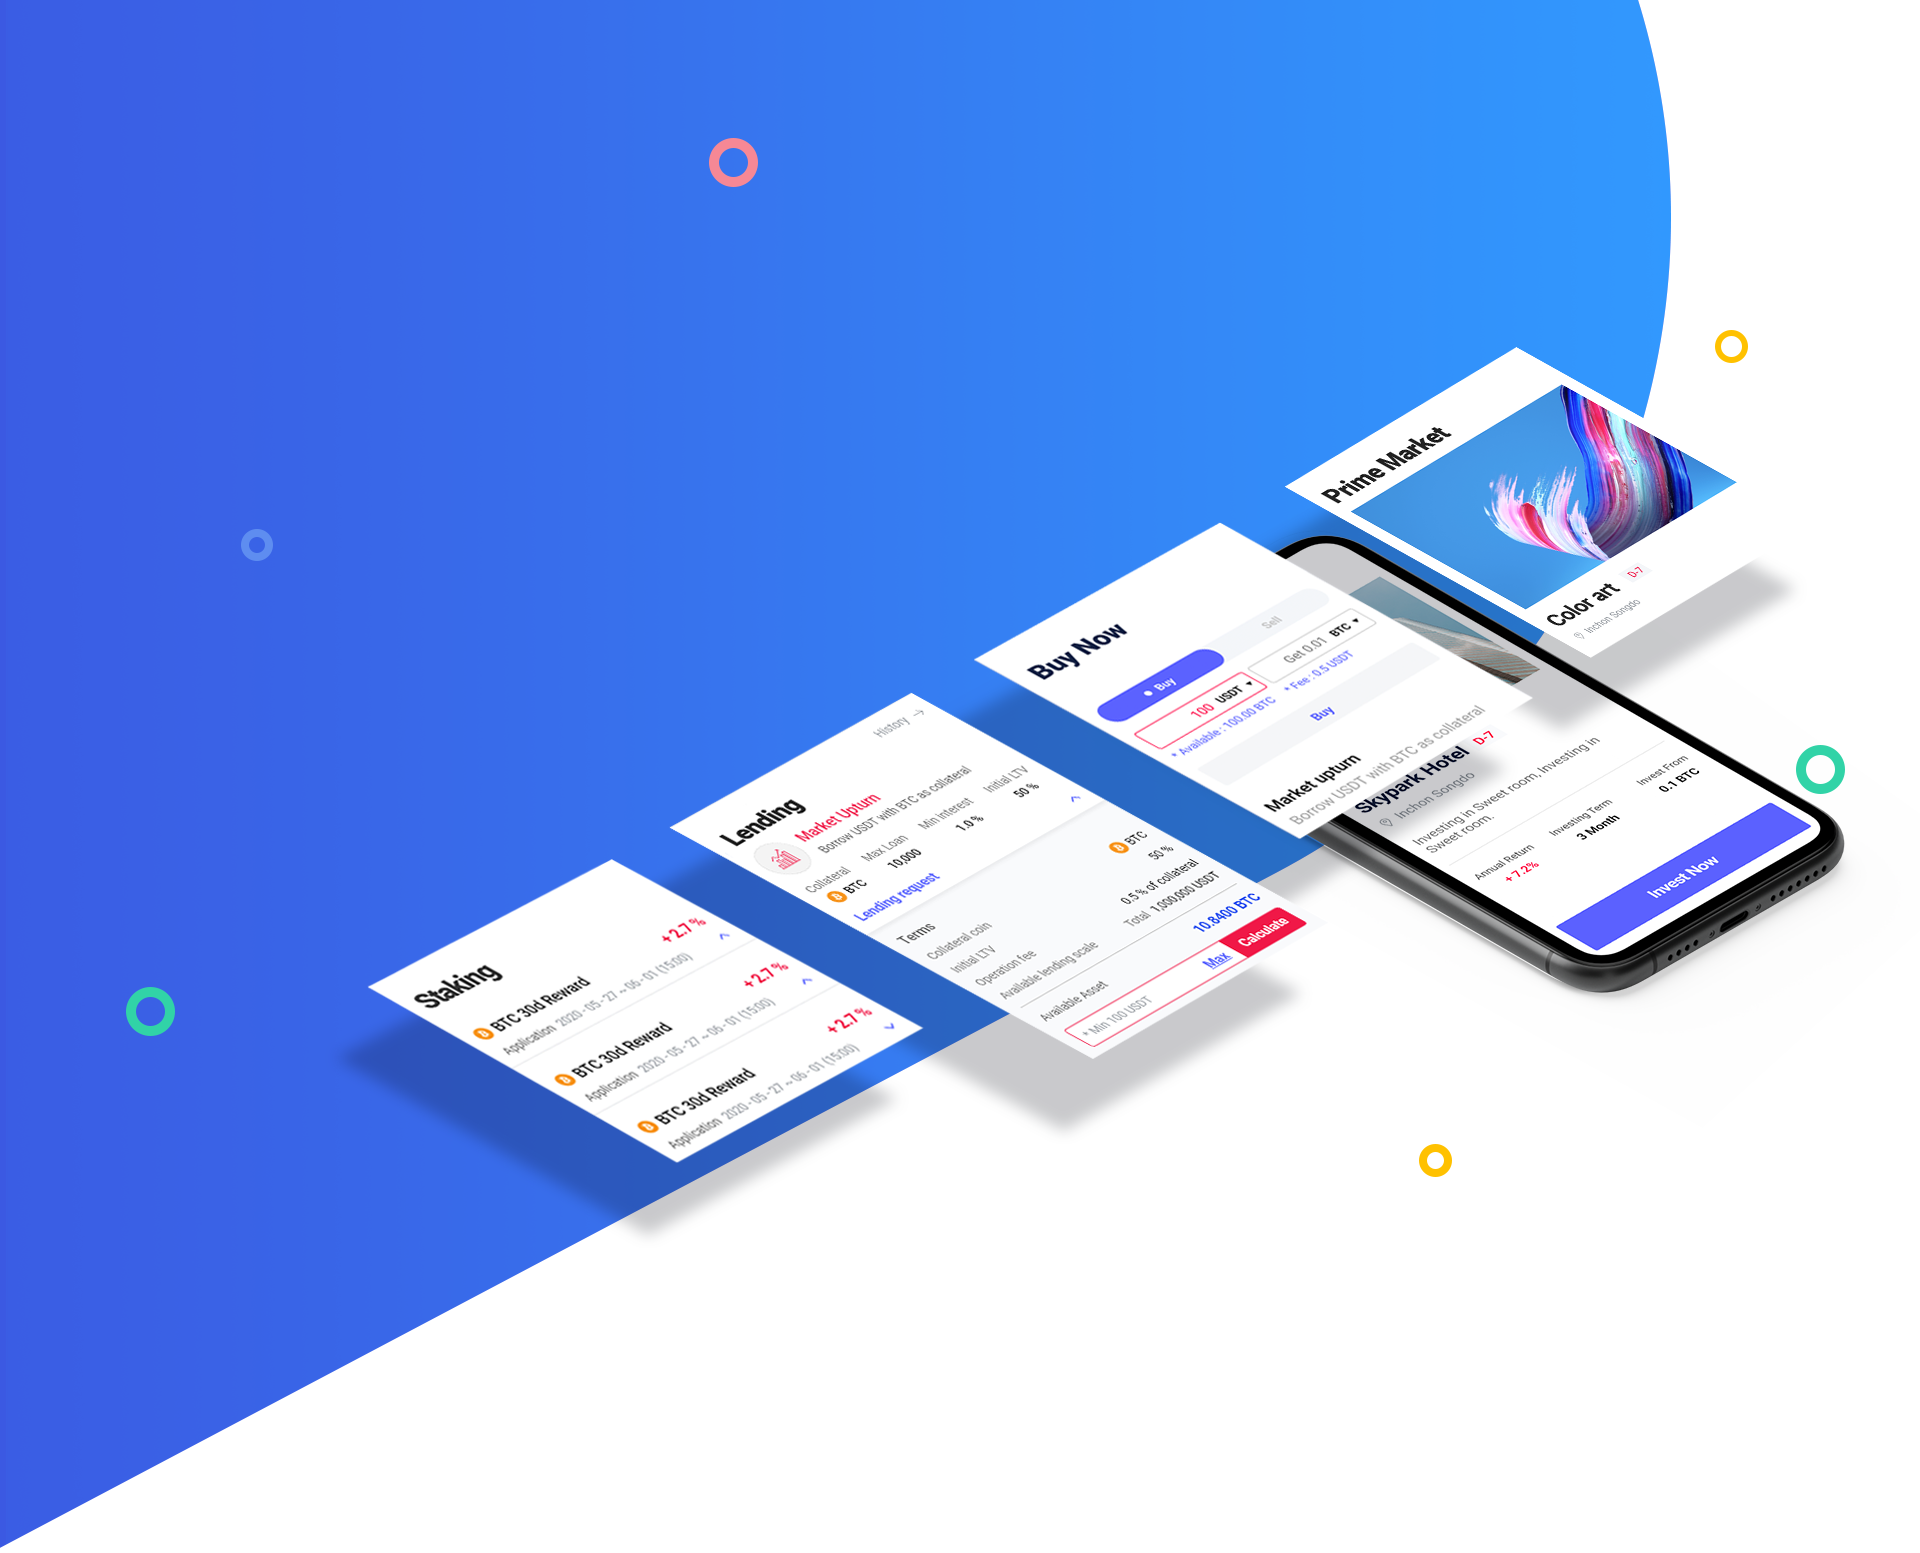 Staking
BTC 30d Reward
+ 2.7 %
Application 2020 - 05 - 27 ~ 06 - 01 (15:00)
BTC 30d Reward
+ 2.7 %
Application 2020 - 05 - 27 ~ 06 - 01 (15:00)
BTC 30d Reward
+ 2.7 %
Application 2020 - 05 - 27 ~ 06 - 01 (15:00)
History
Lending
Market Upturn
Borrow USDT with BTC as collateral
Collateral Max Loan Min Interest Initial LTV
BTC 10,000 1.0 % 50 %
Lending request
Terms
Collateral coin BTC
Initial LTV 50 %
Operation fee 0.5 % of collateral
Available lending scale Total 1,000,000 USDT
Available Asset 10.8400 BTC
* Min 100 USDT Max Calculate
Buy Now
Buy Sell
100 USDT Get 0.01 BTC
* Available : 100.00 BTC * Fee : 0.5 USDT
Buy
Market upturn
Borrow USDT with BTC as collateral
Prime Market
Color art D-7
Inchon Songdo
Skypark Hotel D-7
Inchon Songdo
Investing in Sweet room, Investing in
Sweet room.
Annual Return Investing Term Invest From
+ 7.2% 3 Month 0.1 BTC
Invest Now